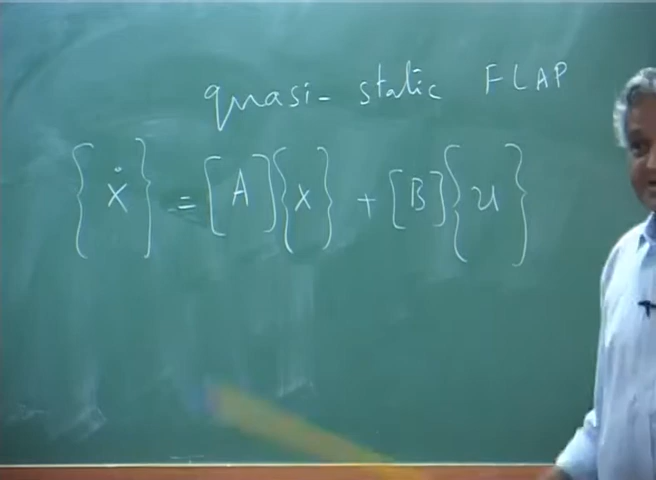 quasi-static FLAP
{Ẋ} = [A]{X} + [B]{u}